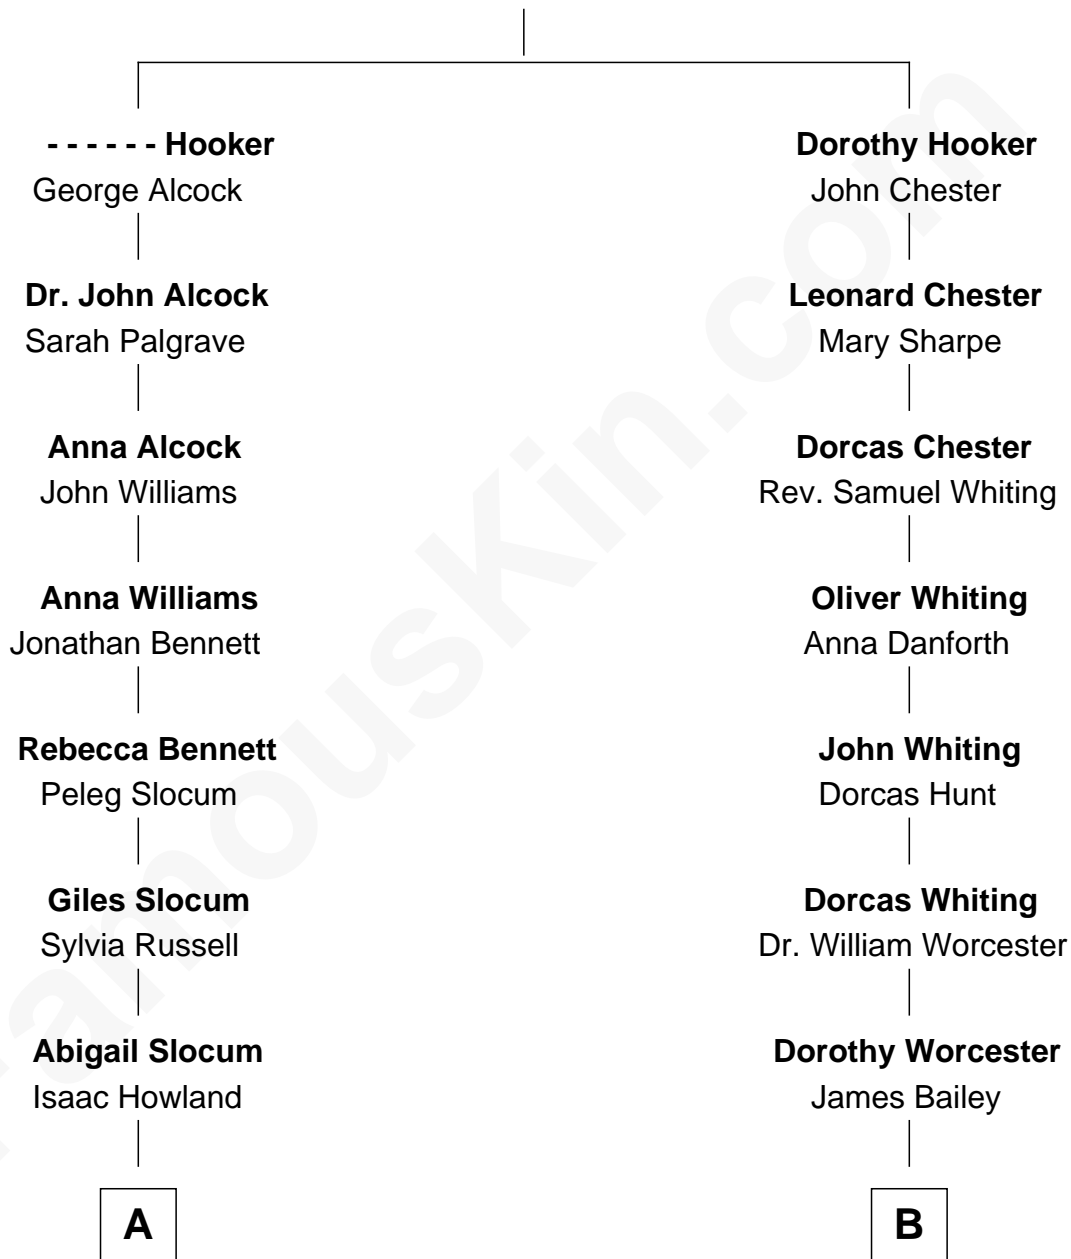 - - - - - - Hooker
George Alcock
Dr. John Alcock
Sarah Palgrave
Anna Alcock
John Williams
Anna Williams
Jonathan Bennett
Rebecca Bennett
Peleg Slocum
Giles Slocum
Sylvia Russell
Abigail Slocum
Isaac Howland
A
Dorothy Hooker
John Chester
Leonard Chester
Mary Sharpe
Dorcas Chester
Rev. Samuel Whiting
Oliver Whiting
Anna Danforth
John Whiting
Dorcas Hunt
Dorcas Whiting
Dr. William Worcester
Dorothy Worcester
James Bailey
B
FamousKin.com